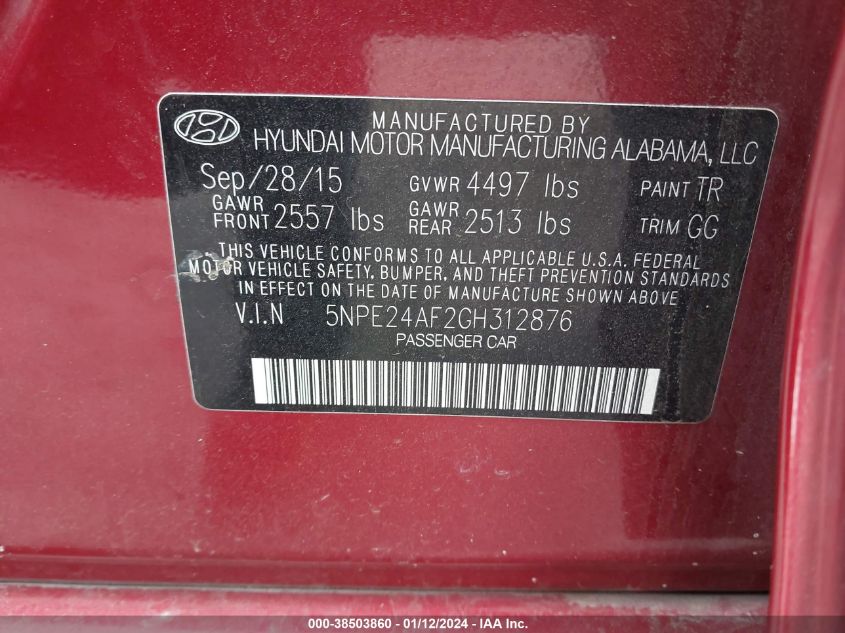 MANUFACTURED BY
HYUNDAI MOTOR MANUFACTURING ALABAMA, LLC
Sep/28/15 GVWR 4497 lbs PAINT TR
GAWR FRONT 2557 lbs GAWR REAR 2513 lbs TRIM GG
THIS VEHICLE CONFORMS TO ALL APPLICABLE U.S.A. FEDERAL
MOTOR VEHICLE SAFETY, BUMPER, AND THEFT PREVENTION STANDARDS
IN EFFECT ON THE DATE OF MANUFACTURE SHOWN ABOVE
V.I.N 5NPE24AF2GH312876
PASSENGER CAR
000-38503860 - 01/12/2024 - IAA Inc.